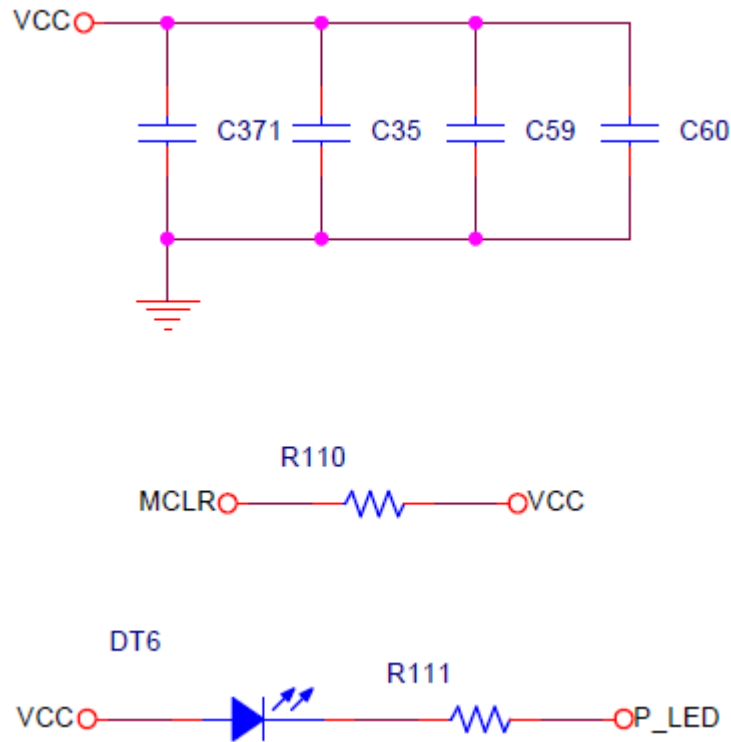 VCC
C371 C35 C59 C60
R110
MCLR VCC
DT6
R111
VCC P_LED